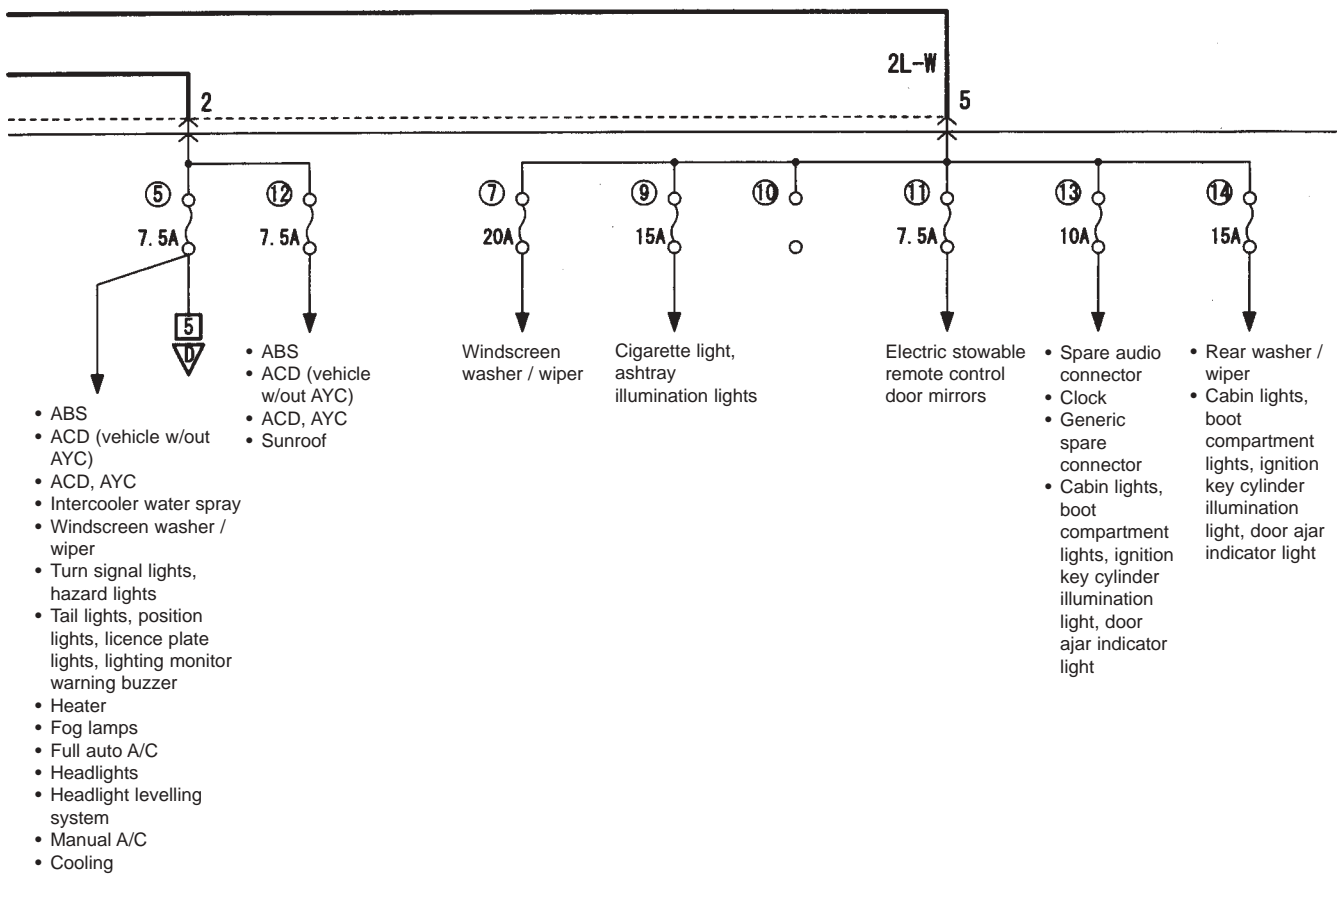 2L-W
2
5
5
12
7
9
10
11
13
14
7.5A
7.5A
20A
15A
7.5A
10A
15A
5
D
• ABS
• ACD (vehicle w/out
AYC)
• ACD, AYC
• Intercooler water spray
• Windscreen washer /
wiper
• Turn signal lights,
hazard lights
• Tail lights, position
lights, licence plate
lights, lighting monitor
warning buzzer
• Heater
• Fog lamps
• Full auto A/C
• Headlights
• Headlight levelling
system
• Manual A/C
• Cooling
• ABS
• ACD (vehicle
w/out AYC)
• ACD, AYC
• Sunroof
Windscreen
washer / wiper
Cigarette light,
ashtray
illumination lights
Electric stowable
remote control
door mirrors
• Spare audio
connector
• Clock
• Generic
spare
connector
• Cabin lights,
boot
compartment
lights, ignition
key cylinder
illumination
light, door
ajar indicator
light
• Rear washer /
wiper
• Cabin lights,
boot
compartment
lights, ignition
key cylinder
illumination
light, door ajar
indicator light